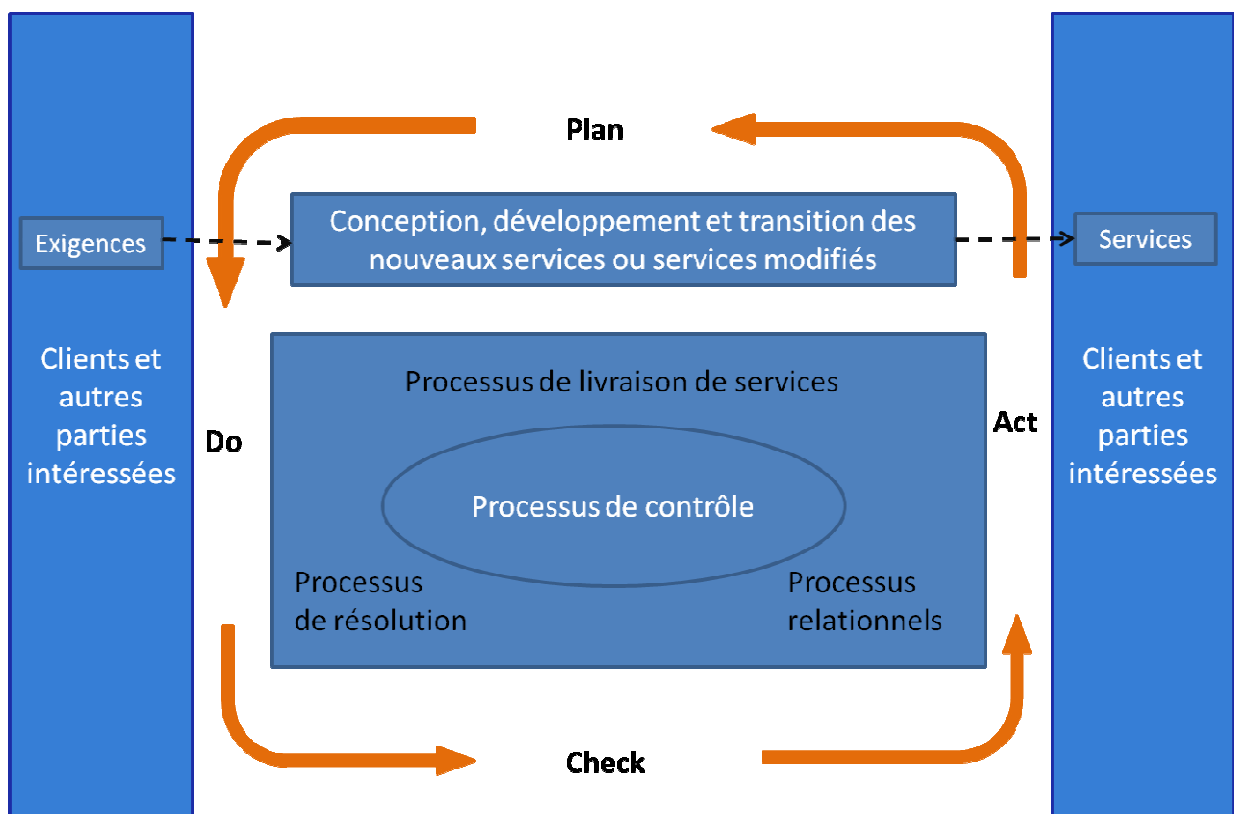 Plan
Exigences
Conception, développement et transition des
nouveaux services ou services modifiés
Services
Clients et
autres
parties
intéressées
Do
Processus de livraison de services
Processus de contrôle
Processus
de résolution
Processus
relationnels
Act
Clients et
autres
parties
intéressées
Check